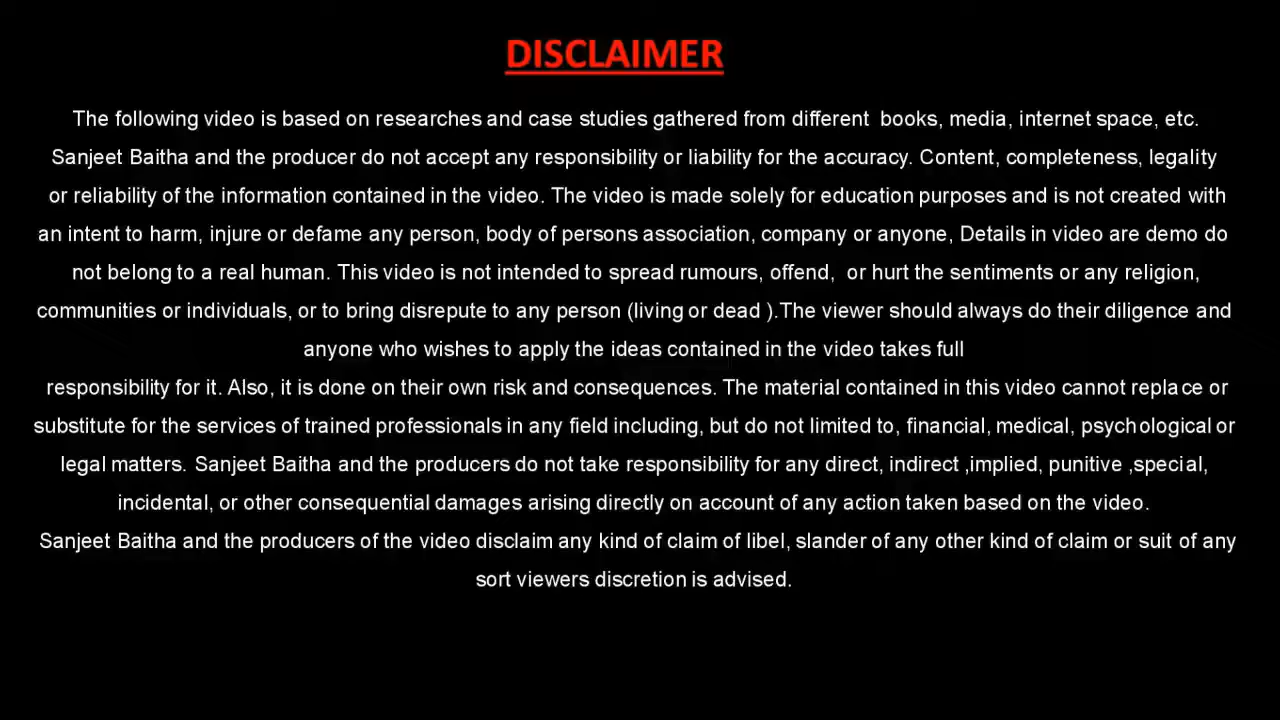 DISCLAIMER
The following video is based on researches and case studies gathered from different books, media, internet space, etc.
Sanjeet Baitha and the producer do not accept any responsibility or liability for the accuracy. Content, completeness, legality
or reliability of the information contained in the video. The video is made solely for education purposes and is not created with
an intent to harm, injure or defame any person, body of persons association, company or anyone, Details in video are demo do
not belong to a real human. This video is not intended to spread rumours, offend, or hurt the sentiments or any religion,
communities or individuals, or to bring disrepute to any person (living or dead ).The viewer should always do their diligence and
anyone who wishes to apply the ideas contained in the video takes full
responsibility for it. Also, it is done on their own risk and consequences. The material contained in this video cannot replace or
substitute for the services of trained professionals in any field including, but do not limited to, financial, medical, psychological or
legal matters. Sanjeet Baitha and the producers do not take responsibility for any direct, indirect ,implied, punitive ,special,
incidental, or other consequential damages arising directly on account of any action taken based on the video.
Sanjeet Baitha and the producers of the video disclaim any kind of claim of libel, slander of any other kind of claim or suit of any
sort viewers discretion is advised.